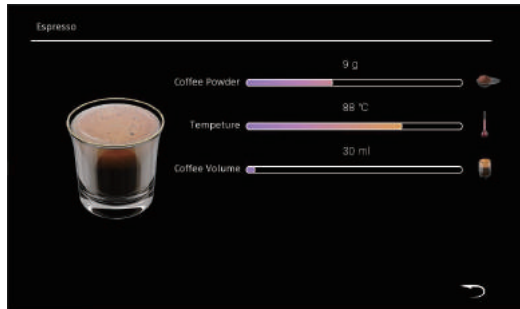 Espresso
9 g
Coffee Powder
88 °C
Tempeture
30 ml
Coffee Volume